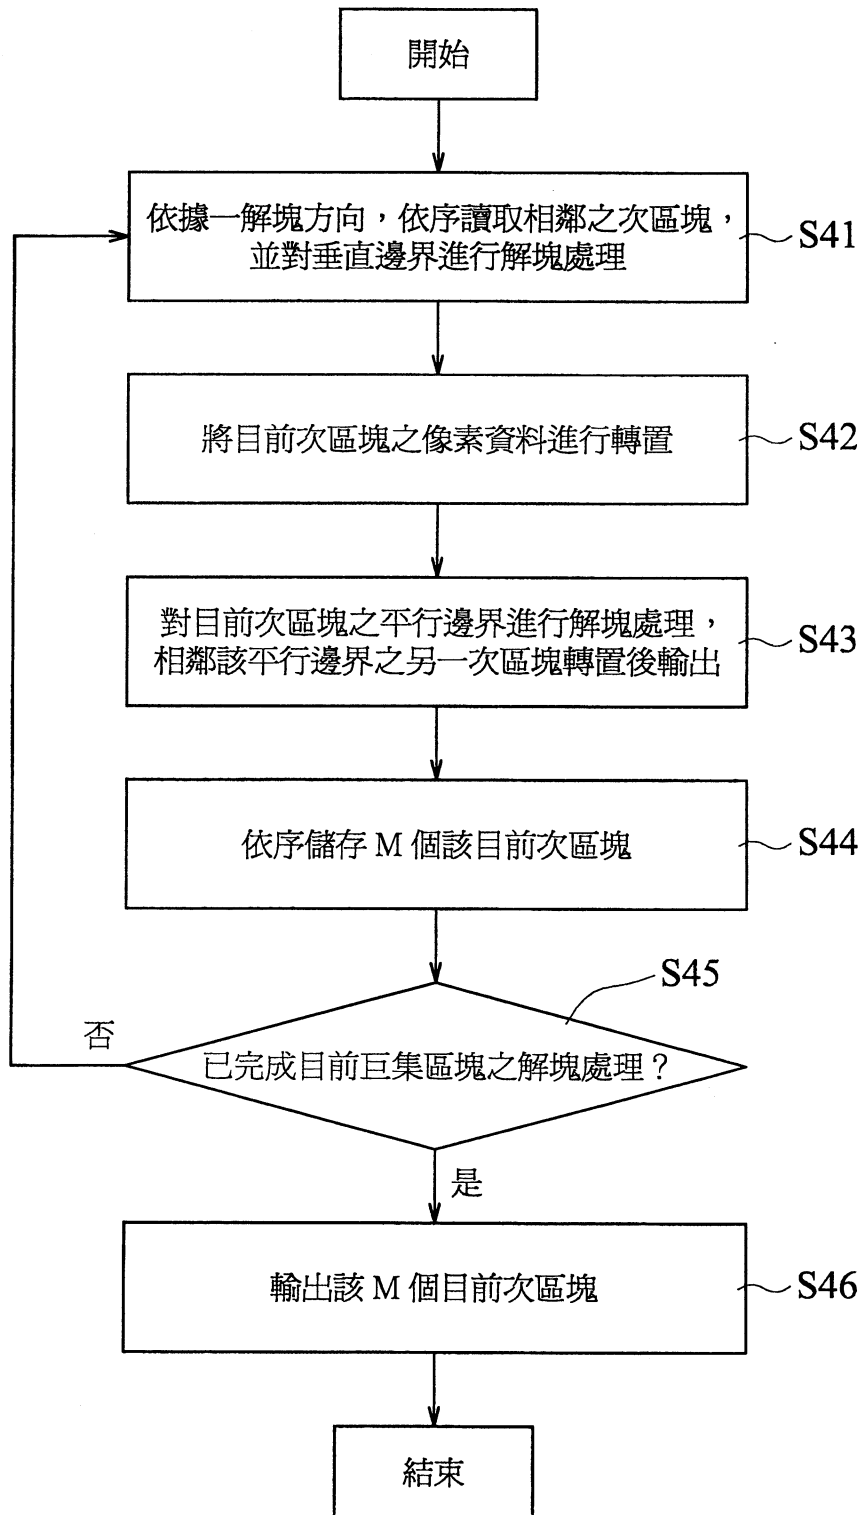 開始
依據一解塊方向，依序讀取相鄰之次區塊，
並對垂直邊界進行解塊處理
S41
將目前次區塊之像素資料進行轉置
S42
對目前次區塊之平行邊界進行解塊處理，
相鄰該平行邊界之另一次區塊轉置後輸出
S43
依序儲存 M 個該目前次區塊
S44
S45
否
已完成目前巨集區塊之解塊處理？
是
輸出該 M 個目前次區塊
S46
結束